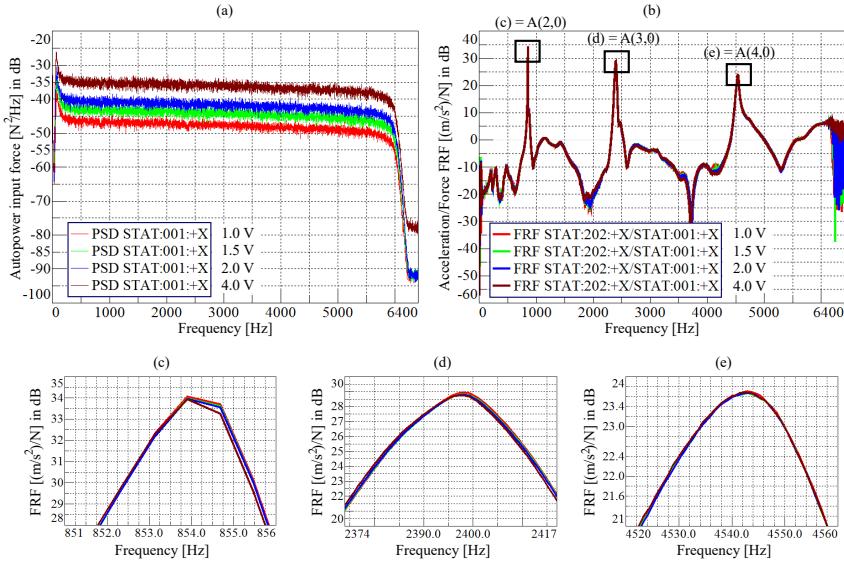 (a)
Autopower input force [N²/Hz] in dB
-20
-35
-41
-50
-55
-60
-65
-70
-75
-80
-85
-90
-100
PSD STAT:001:+X 1.0 V
PSD STAT:001:+X 1.5 V
PSD STAT:001:+X 2.0 V
PSD STAT:001:+X 4.0 V
0 1000 2000 3000 4000 5000 6400
Frequency [Hz]
(b)
(c) = A(2,0)
(d) = A(3,0)
(e) = A(4,0)
Acceleration/Force FRF [(m/s²)/N] in dB
40
30
20
10
0
-10
-20
-30
-40
-50
-60
FRF STAT:202:+X/STAT:001:+X 1.0 V
FRF STAT:202:+X/STAT:001:+X 1.5 V
FRF STAT:202:+X/STAT:001:+X 2.0 V
FRF STAT:202:+X/STAT:001:+X 4.0 V
0 1000 2000 3000 4000 5000 6400
Frequency [Hz]
(c)
FRF [(m/s²)/N] in dB
35
34
33
32
31
30
29
28
851 852.0 853.0 854.0 855.0 856
Frequency [Hz]
(d)
FRF [(m/s²)/N] in dB
30
29
28
27
26
25
24
23
22
21
20
2374 2390.0 2400.0 2417
Frequency [Hz]
(e)
FRF [(m/s²)/N] in dB
24
23.6
23.2
22.8
22.4
22.0
21.6
21
4520 4530.0 4540.0 4550.0 4560
Frequency [Hz]